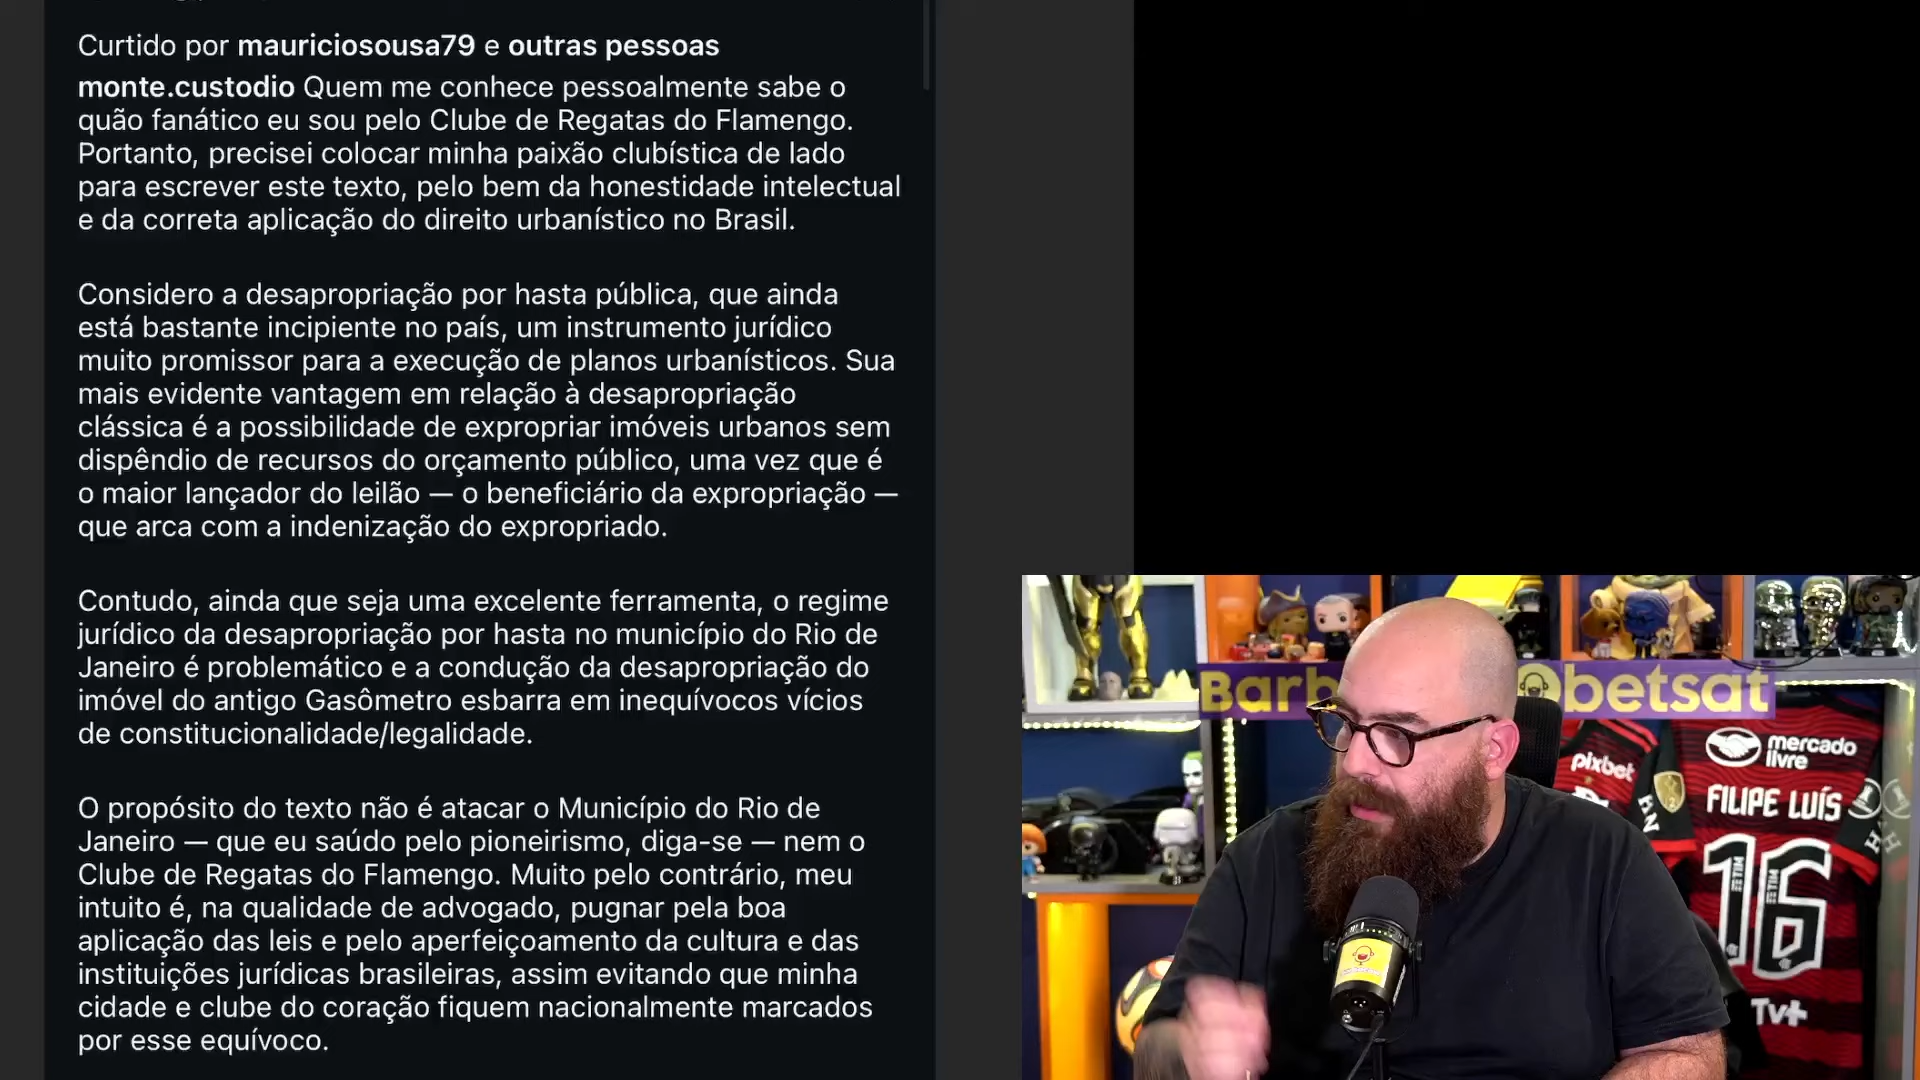 Curtido por mauriciosousa79 e outras pessoas
monte.custodio Quem me conhece pessoalmente sabe o
quão fanático eu sou pelo Clube de Regatas do Flamengo.
Portanto, precisei colocar minha paixão clubística de lado
para escrever este texto, pelo bem da honestidade intelectual
e da correta aplicação do direito urbanístico no Brasil.
Considero a desapropriação por hasta pública, que ainda
está bastante incipiente no país, um instrumento jurídico
muito promissor para a execução de planos urbanísticos. Sua
mais evidente vantagem em relação à desapropriação
clássica é a possibilidade de expropriar imóveis urbanos sem
dispêndio de recursos do orçamento público, uma vez que é
o maior lançador do leilão — o beneficiário da expropriação —
que arca com a indenização do expropriado.
Contudo, ainda que seja uma excelente ferramenta, o regime
jurídico da desapropriação por hasta no município do Rio de
Janeiro é problemático e a condução da desapropriação do
imóvel do antigo Gasômetro esbarra em inequívocos vícios
de constitucionalidade/legalidade.
O propósito do texto não é atacar o Município do Rio de
Janeiro — que eu saúdo pelo pioneirismo, diga-se — nem o
Clube de Regatas do Flamengo. Muito pelo contrário, meu
intuito é, na qualidade de advogado, pugnar pela boa
aplicação das leis e pelo aperfeiçoamento da cultura e das
instituições jurídicas brasileiras, assim evitando que minha
cidade e clube do coração fiquem nacionalmente marcados
por esse equívoco.
Barb
betsat
pixbet
mercado
livre
FILIPE LUÍS
16
Tv+